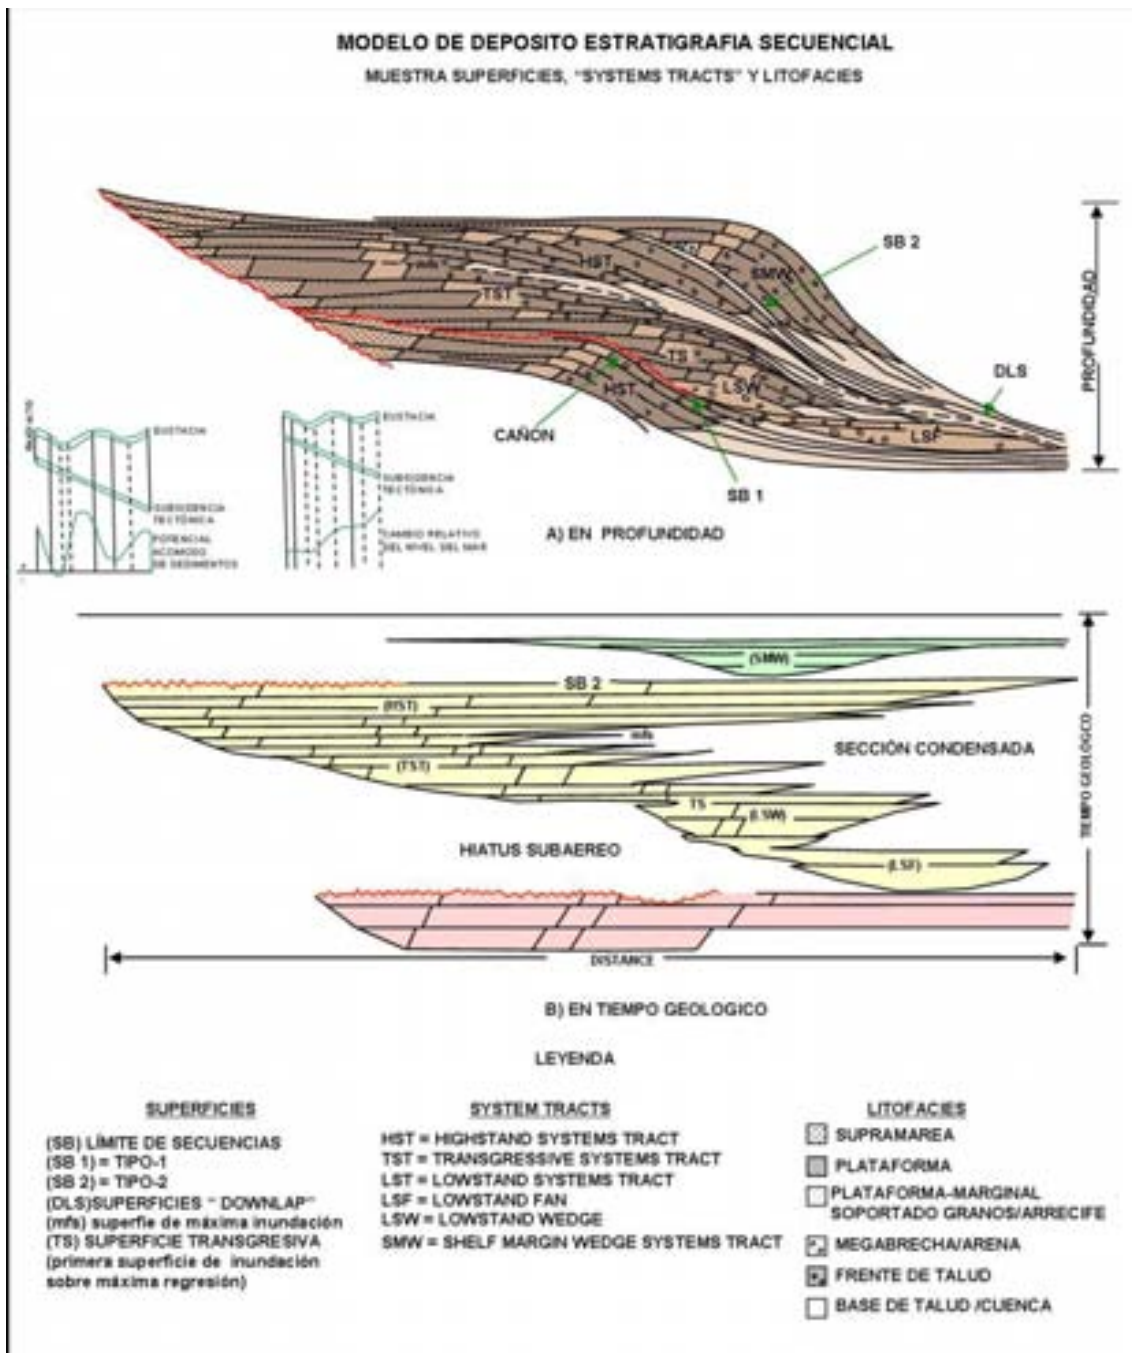 MODELO DE DEPOSITO ESTRATIGRAFIA SECUENCIAL
MUESTRA SUPERFICIES, "SYSTEMS TRACTS" Y LITOFACIES
SB 2
HST
SMW
mfs
TST
PROFUNDIDAD
TS
DLS
LSW
HST
CAÑON
LSF
SB 1
EUSTACIA
SUBSIDENCIA
TECTÓNICA
POTENCIAL
ACOMODO
DE SEDIMENTOS
EUSTACIA
SUBSIDENCIA
TECTÓNICA
CAMBIO RELATIVO
DEL NIVEL DEL MAR
A) EN PROFUNDIDAD
(SMW)
SB 2
(HST)
mfs
SECCIÓN CONDENSADA
(TST)
TS
(LSW)
HIATUS SUBAEREO
(LSF)
TIEMPO GEOLÓGCO
DISTANCE
B) EN TIEMPO GEOLOGICO
LEYENDA
SUPERFICIES
(SB) LÍMITE DE SECUENCIAS
(SB 1) = TIPO-1
(SB 2) = TIPO-2
(DLS)SUPERFICIES " DOWNLAP"
(mfs) superfie de máxima inundación
(TS) SUPERFICIE TRANSGRESIVA
(primera superficie de inundación
sobre máxima regresión)
SYSTEM TRACTS
HST = HIGHSTAND SYSTEMS TRACT
TST = TRANSGRESSIVE SYSTEMS TRACT
LST = LOWSTAND SYSTEMS TRACT
LSF = LOWSTAND FAN
LSW = LOWSTAND WEDGE
SMW = SHELF MARGIN WEDGE SYSTEMS TRACT
LITOFACIES
SUPRAMAREA
PLATAFORMA
PLATAFORMA-MARGINAL
SOPORTADO GRANOS/ARRECIFE
MEGABRECHA/ARENA
FRENTE DE TALUD
BASE DE TALUD /CUENCA